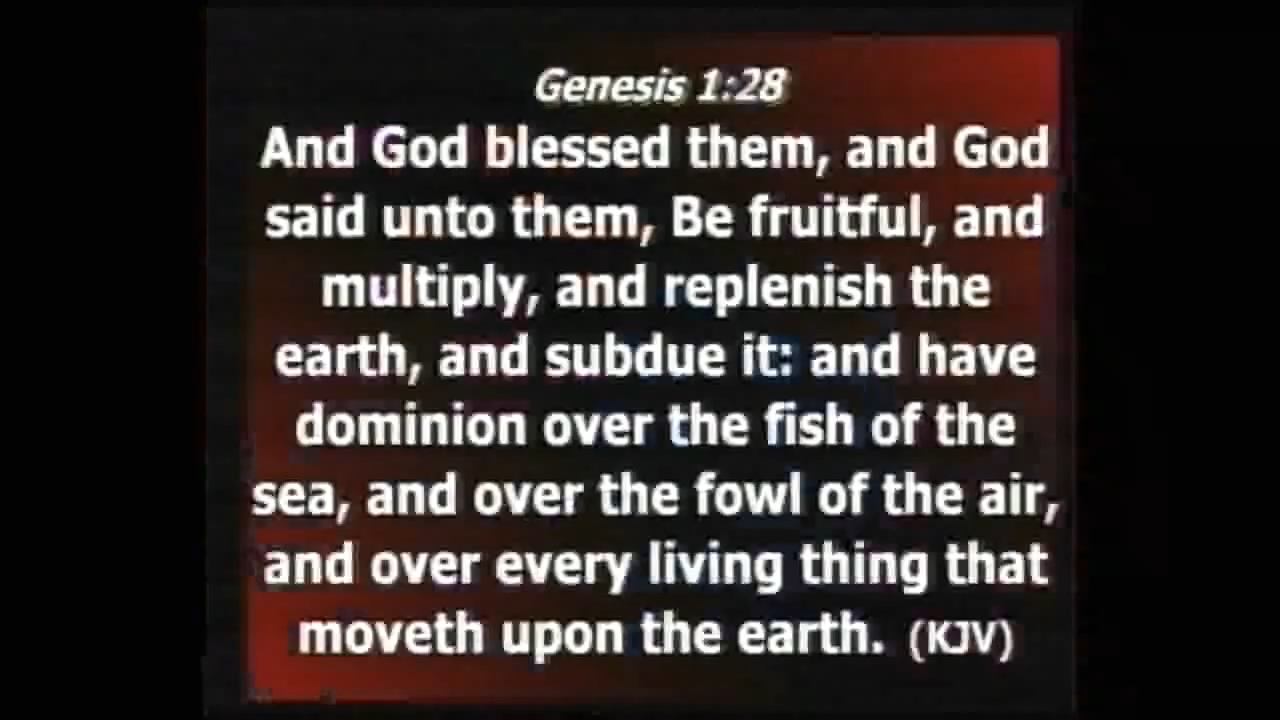 Genesis 1:28
And God blessed them, and God
said unto them, Be fruitful, and
multiply, and replenish the
earth, and subdue it: and have
dominion over the fish of the
sea, and over the fowl of the air,
and over every living thing that
moveth upon the earth. (KJV)